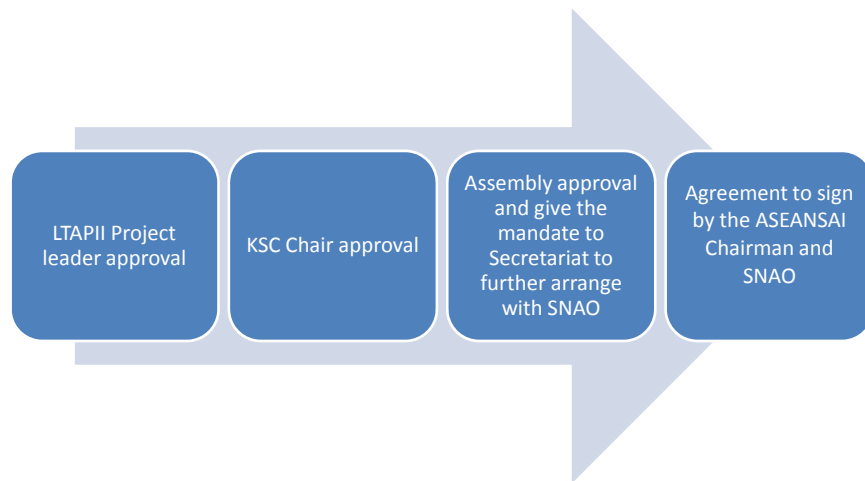 LTAPII Project
leader approval
KSC Chair approval
Assembly approval
and give the
mandate to
Secretariat to
further arrange
with SNAO
Agreement to sign
by the ASEANSAI
Chairman and
SNAO